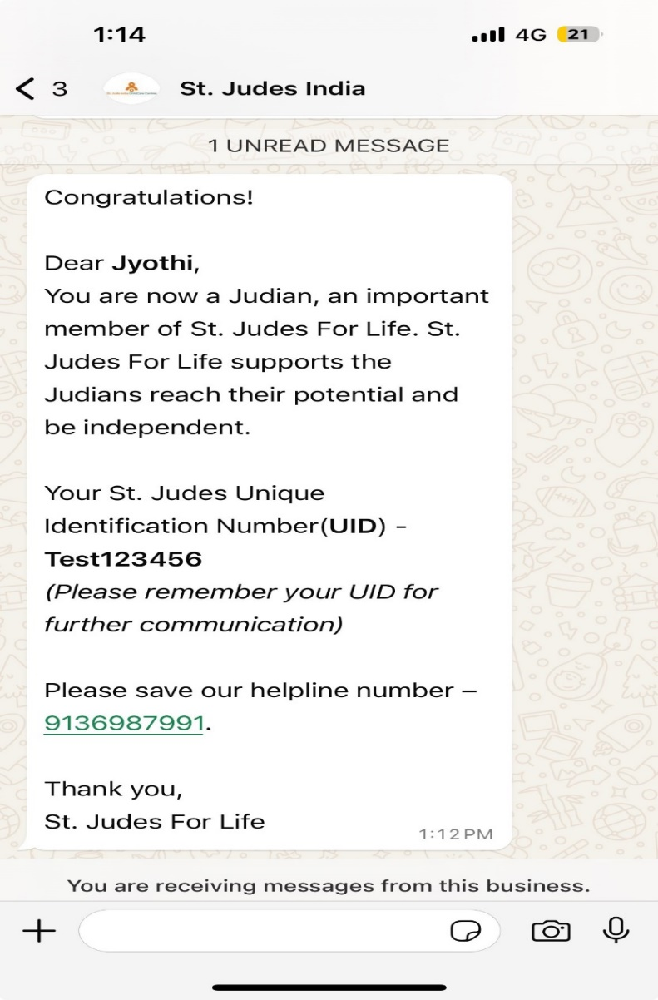 1:14 4G 21
3 St. Judes India
1 UNREAD MESSAGE
Congratulations!
Dear Jyothi,
You are now a Judian, an important
member of St. Judes For Life. St.
Judes For Life supports the
Judians reach their potential and
be independent.
Your St. Judes Unique
Identification Number(UID) -
Test123456
(Please remember your UID for
further communication)
Please save our helpline number –
9136987991.
Thank you,
St. Judes For Life
1:12 PM
You are receiving messages from this business.